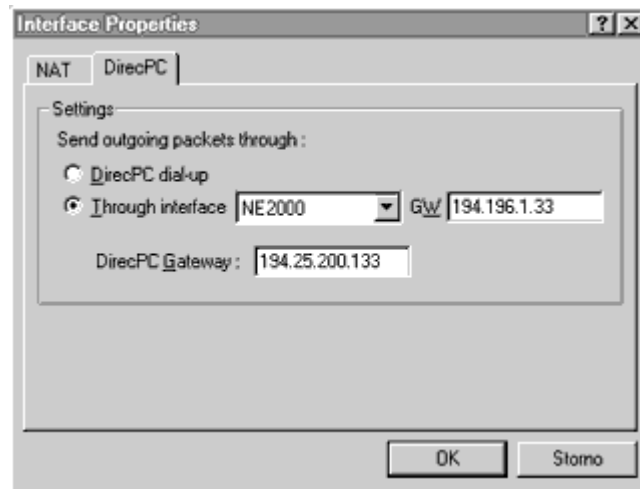 Interface Properties
NAT DirecPC
Settings
Send outgoing packets through :
DirecPC dial-up
Through interface NE2000 GW 194.196.1.33
DirecPC Gateway : 194.25.200.133
OK Storno